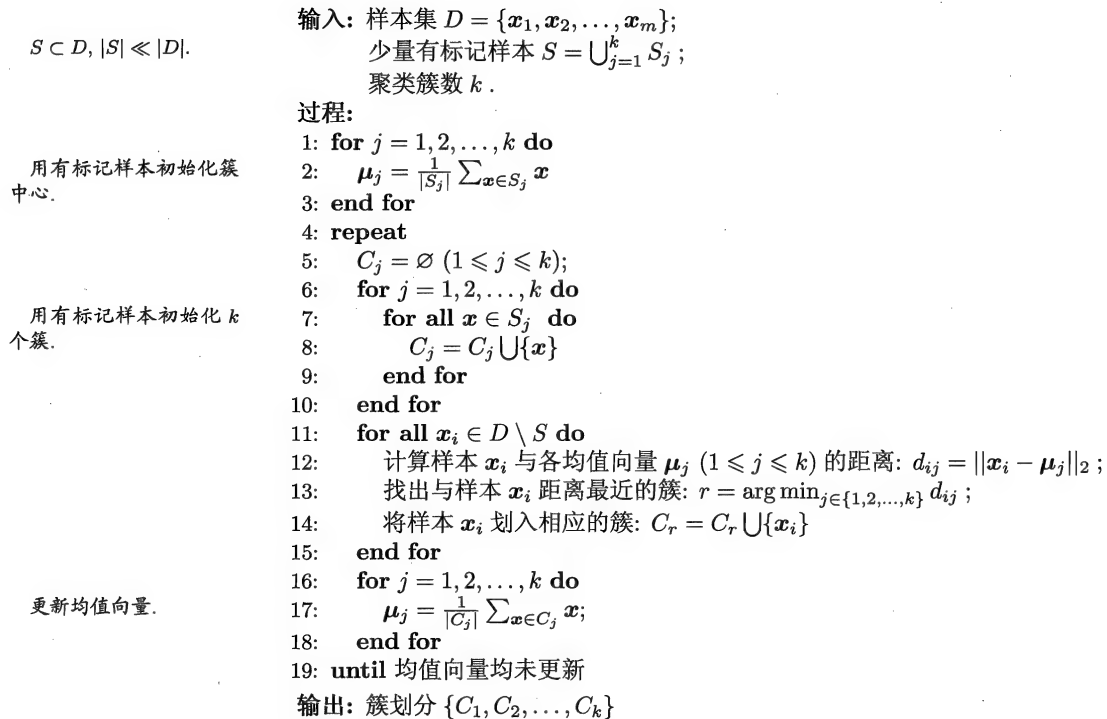 输入: 样本集 D = {x₁, x₂, . . . , xₘ};
S ⊂ D, |S| ≪ |D|.
少量有标记样本 S = ⋃ᵏⱼ₌₁ Sⱼ ;
聚类簇数 k .
过程:
1: for j = 1, 2, . . . , k do
用有标记样本初始化簇
中心.
2: μⱼ = 1/|Sⱼ| ∑x∈Sⱼ x
3: end for
4: repeat
5: Cⱼ = ∅ (1 ⩽ j ⩽ k);
6: for j = 1, 2, . . . , k do
用有标记样本初始化 k
个簇.
7: for all x ∈ Sⱼ do
8: Cⱼ = Cⱼ ⋃{x}
9: end for
10: end for
11: for all xᵢ ∈ D \ S do
12: 计算样本 xᵢ 与各均值向量 μⱼ (1 ⩽ j ⩽ k) 的距离: dᵢⱼ = ||xᵢ − μⱼ||₂ ;
13: 找出与样本 xᵢ 距离最近的簇: r = arg minⱼ∈{1,2,...,k} dᵢⱼ ;
14: 将样本 xᵢ 划入相应的簇: Cᵣ = Cᵣ ⋃{xᵢ}
15: end for
16: for j = 1, 2, . . . , k do
更新均值向量.
17: μⱼ = 1/|Cⱼ| ∑x∈Cⱼ x;
18: end for
19: until 均值向量均未更新
输出: 簇划分 {C₁, C₂, . . . , Cₖ}